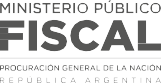 MINISTERIO PÚBLICO
FISCAL
PROCURACIÓN GENERAL DE LA NACIÓN
REPÚBLICA ARGENTINA